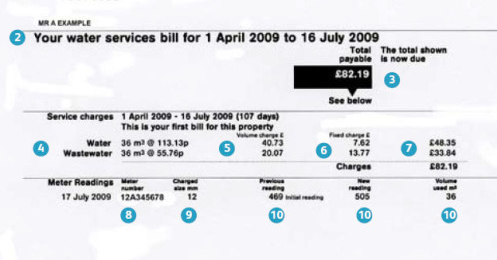 MR A EXAMPLE
2 Your water services bill for 1 April 2009 to 16 July 2009
Total payable The total shown is now due
£82.19
3
See below
Service charges 1 April 2009 - 16 July 2009 (107 days)
This is your first bill for this property
Volume charge £ Fixed charge £
4 Water 36 m³ @ 113.13p 5 40.73 6 7.62 7 £48.35
Wastewater 36 m³ @ 55.76p 20.07 13.77 £33.84
Charges £82.19
Meter Readings Meter number Charged size mm Previous reading New reading Volume used m³
17 July 2009 12A345678 12 469 Initial reading 505 36
8 9 10 10 10